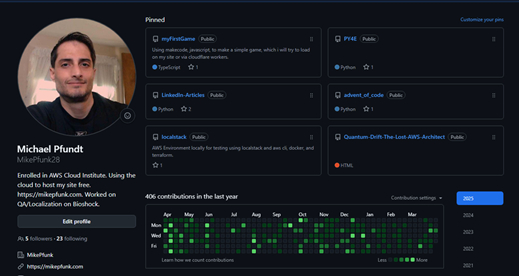 Pinned
Customize your pins
myFirstGame Public
Using makecode, javascript, to make a simple game, which i will try to load
on my site or via cloudflare workers.
TypeScript 1
PY4E Public
Python 1
LinkedIn-Articles Public
Python 2
advent_of_code Public
Python 1
localstack Public
AWS Environment locally for testing using localstack and aws cli, docker, and
terraform.
1
Quantum-Drift-The-Lost-AWS-Architect Public
HTML
Michael Pfundt
MikePfunk28
Enrolled in AWS Cloud Institute. Using the
cloud to host my site free.
https://mikepfunk.com. Worked on
QA/Localization on Bioshock.
Edit profile
5 followers · 23 following
MikePfunk
https://mikepfunk.com
406 contributions in the last year
Contribution settings
Apr May Jun Jul Aug Sep Oct Nov Dec Jan Feb Mar
Mon
Wed
Fri
Learn how we count contributions
Less More
2025
2024
2023
2022
2021